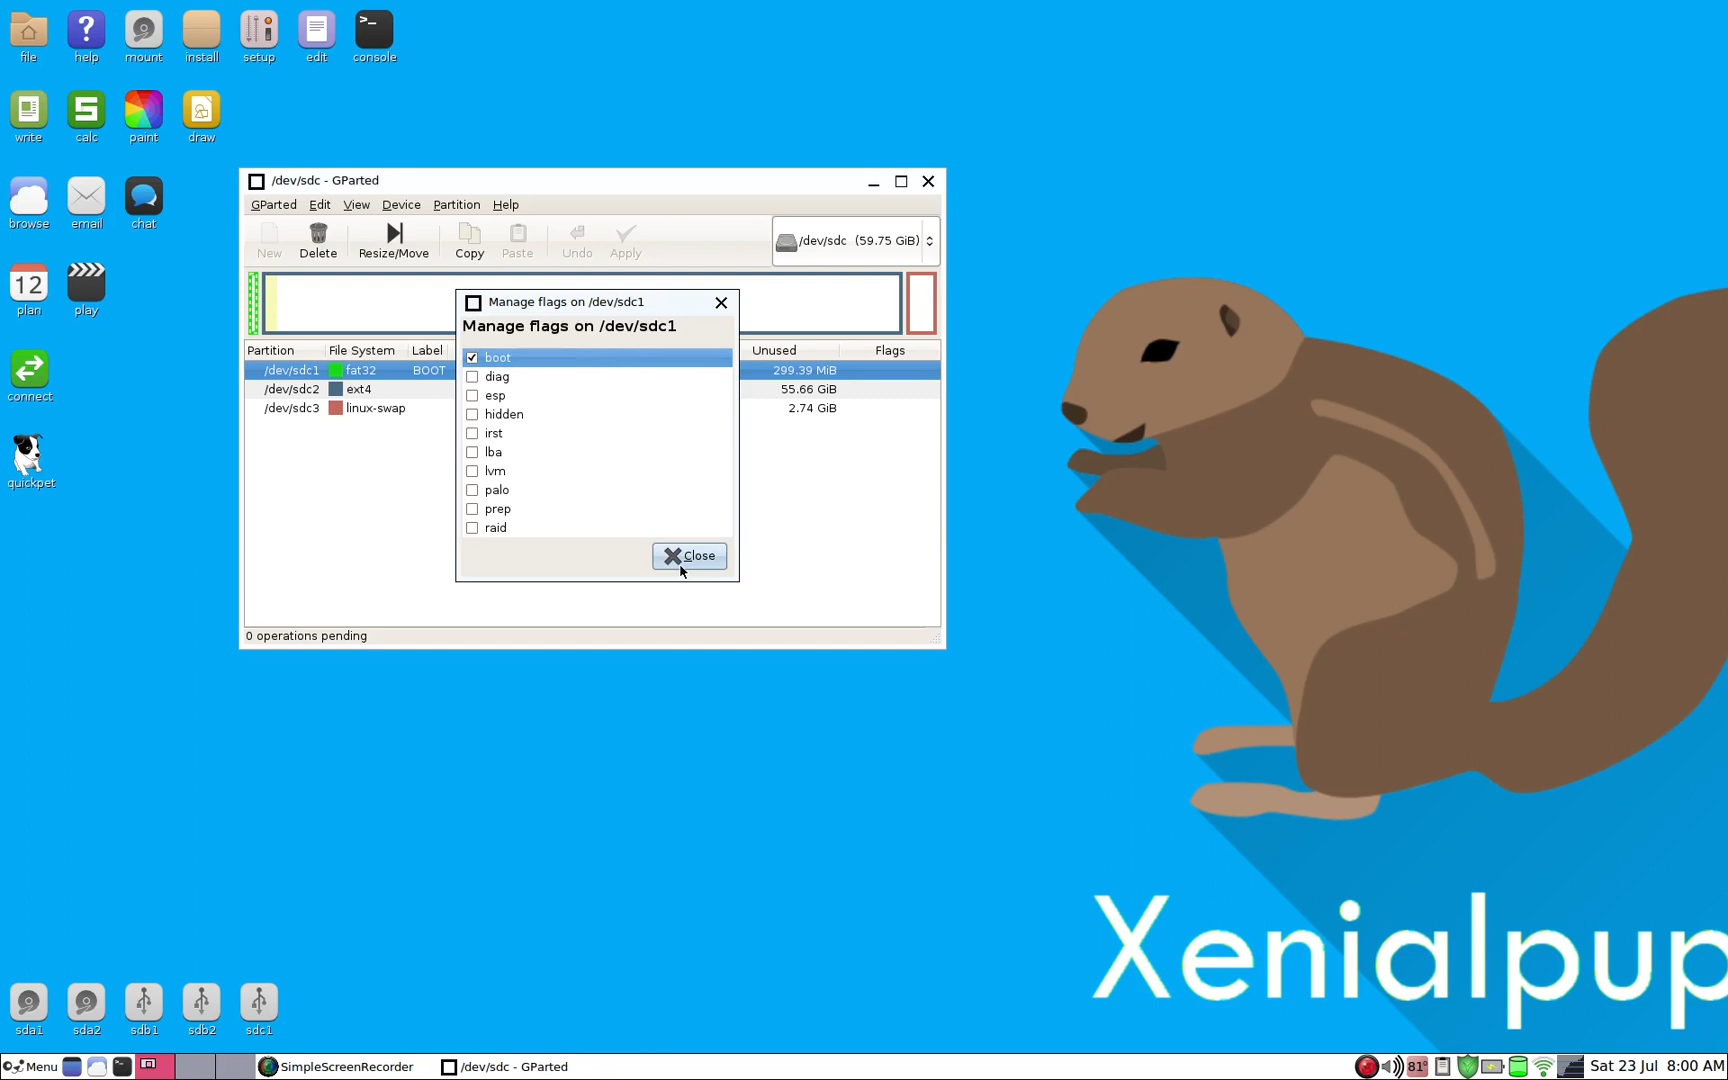 file help mount install setup edit console
write calc paint draw
browse email chat
12
plan play
connect
quickpet
/dev/sdc - GParted
GParted Edit View Device Partition Help
New Delete Resize/Move Copy Paste Undo Apply /dev/sdc (59.75 GiB)
Manage flags on /dev/sdc1
Manage flags on /dev/sdc1
Partition File System Label Unused Flags
/dev/sdc1 fat32 BOOT 299.39 MiB
/dev/sdc2 ext4 55.66 GiB
/dev/sdc3 linux-swap 2.74 GiB
boot
diag
esp
hidden
irst
lba
lvm
palo
prep
raid
Close
0 operations pending
Xenialpup
sda1 sda2 sdb1 sdb2 sdc1
Menu SimpleScreenRecorder /dev/sdc - GParted 81° Sat 23 Jul 8:00 AM